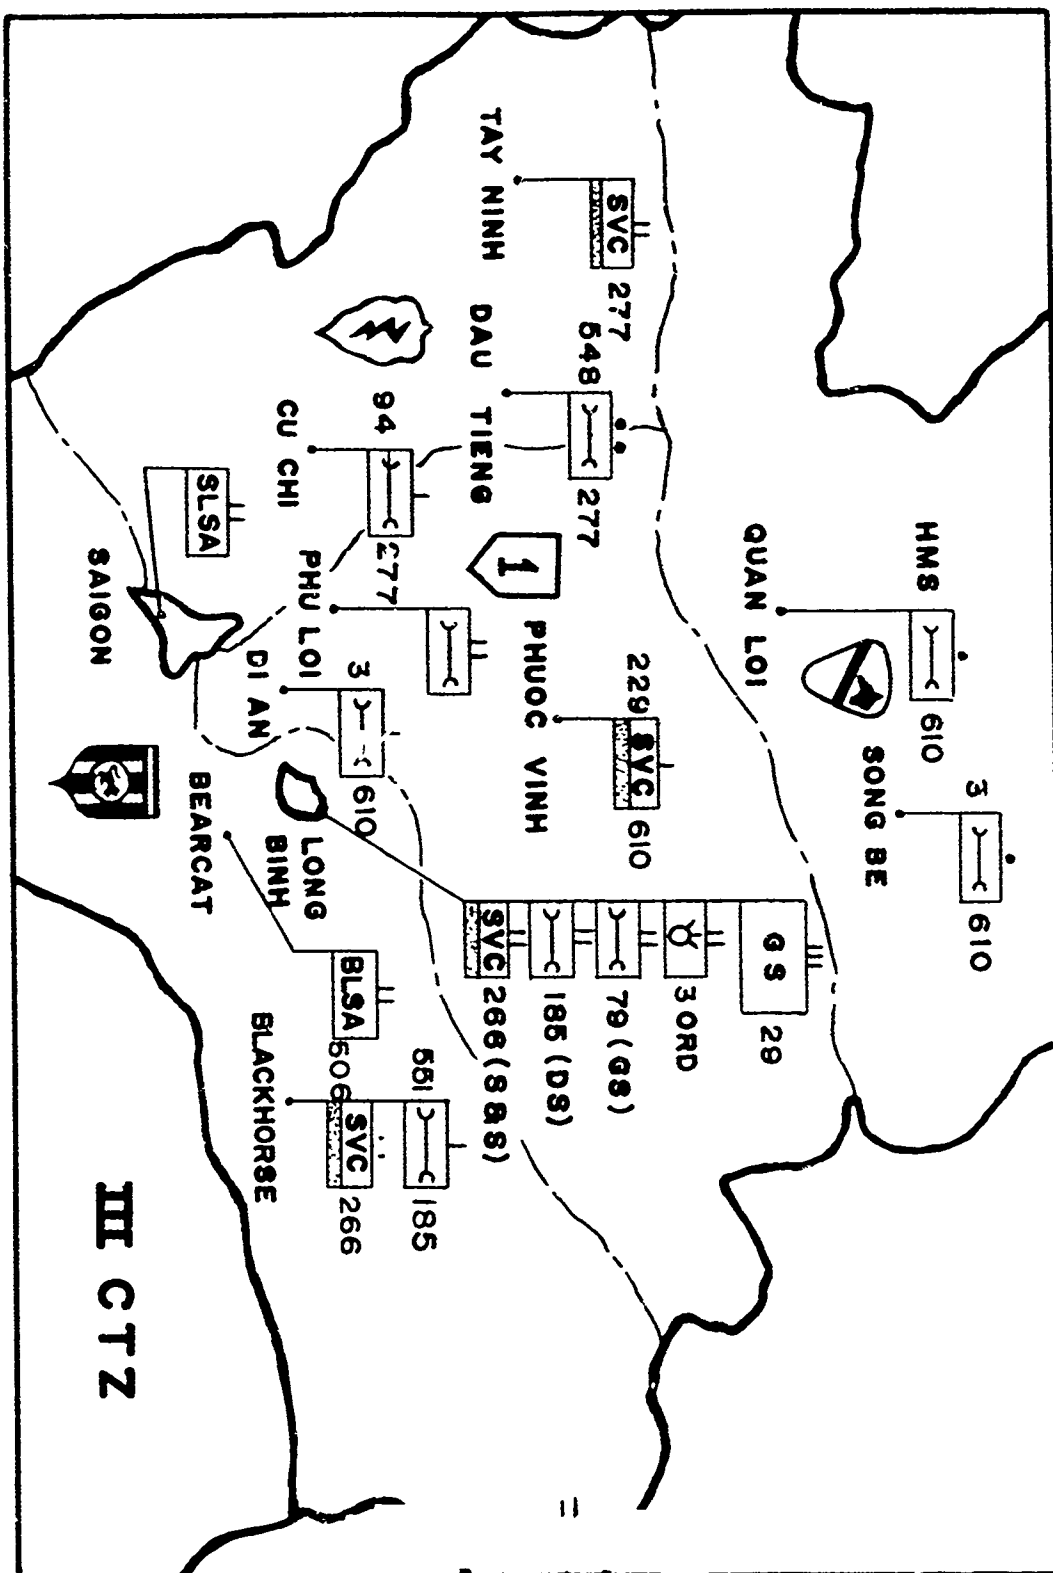 HMS
610
QUAN LOI
3
610
SONG BE
SVC
277
TAY NINH
548
277
DAU TIENG
1
229
SVC
610
PHUOC VINH
94
277
CU CHI
PHU LOI
3
610
DI AN
SLSA
SAIGON
GS
29
3 ORD
79 (GS)
185 (DS)
SVC
266 (S&S)
LONG
BINH
BLSA
BEARCAT
551
185
506
SVC
266
BLACKHORSE
III CTZ
11